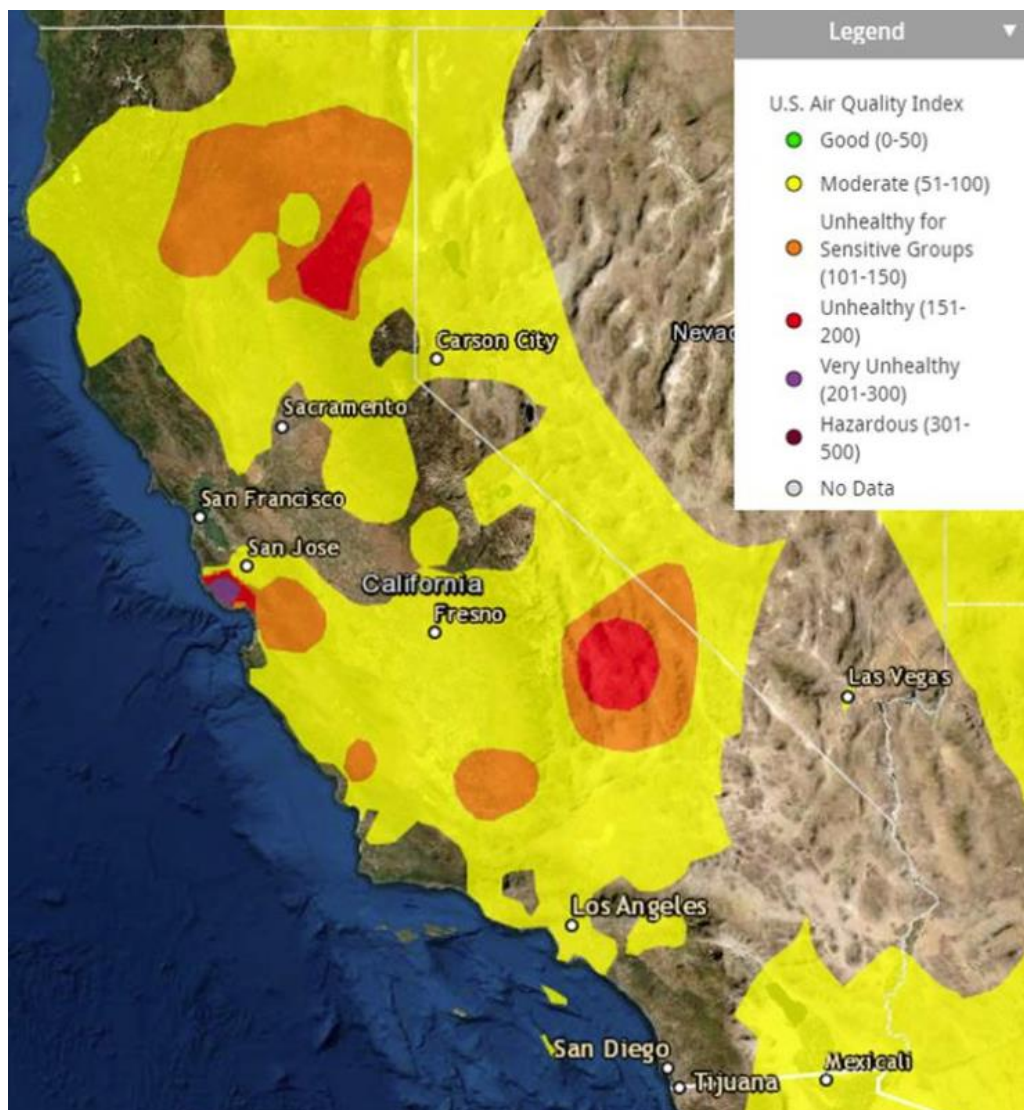 Legend
U.S. Air Quality Index
Good (0-50)
Moderate (51-100)
Unhealthy for
Sensitive Groups
(101-150)
Unhealthy (151-
200)
Very Unhealthy
(201-300)
Hazardous (301-
500)
No Data
Carson City
Nevad
Sacramento
San Francisco
San Jose
California
Fresno
Las Vegas
Los Angeles
San Diego
Tijuana
Mexicali